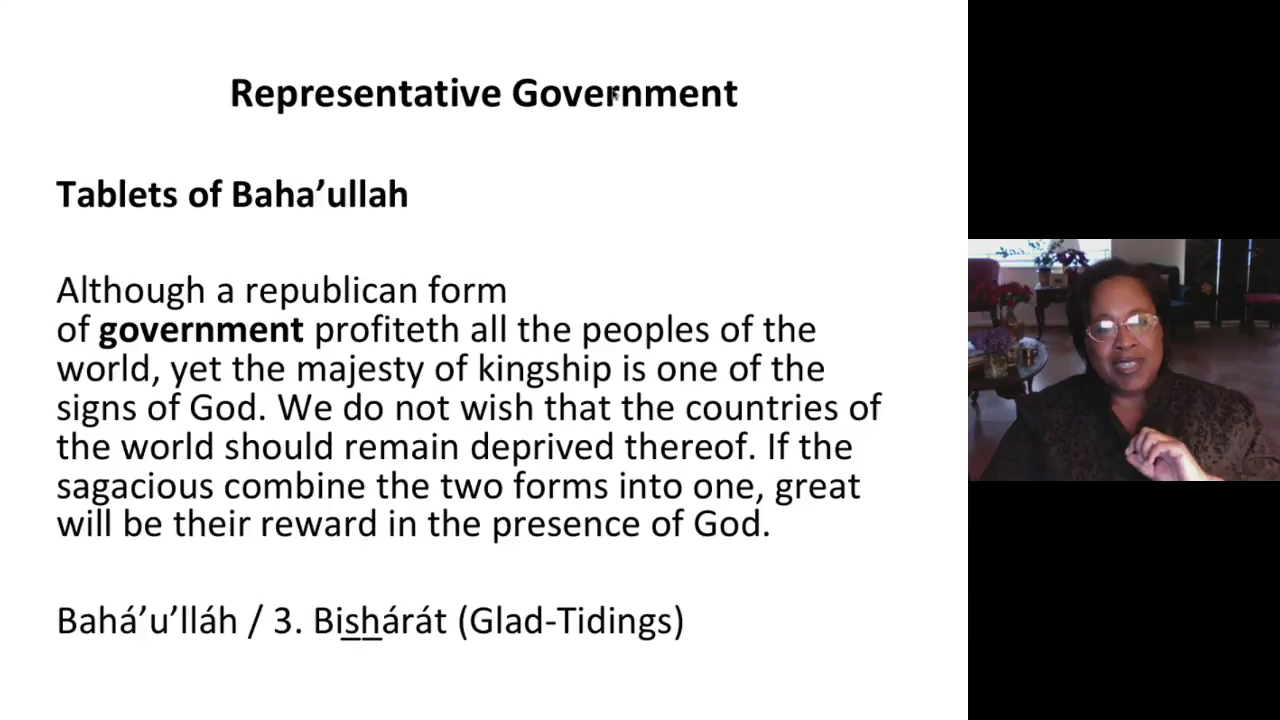 Representative Government
Tablets of Baha’ullah
Although a republican form
of government profiteth all the peoples of the
world, yet the majesty of kingship is one of the
signs of God. We do not wish that the countries of
the world should remain deprived thereof. If the
sagacious combine the two forms into one, great
will be their reward in the presence of God.
Bahá’u’lláh / 3. Bishárát (Glad-Tidings)